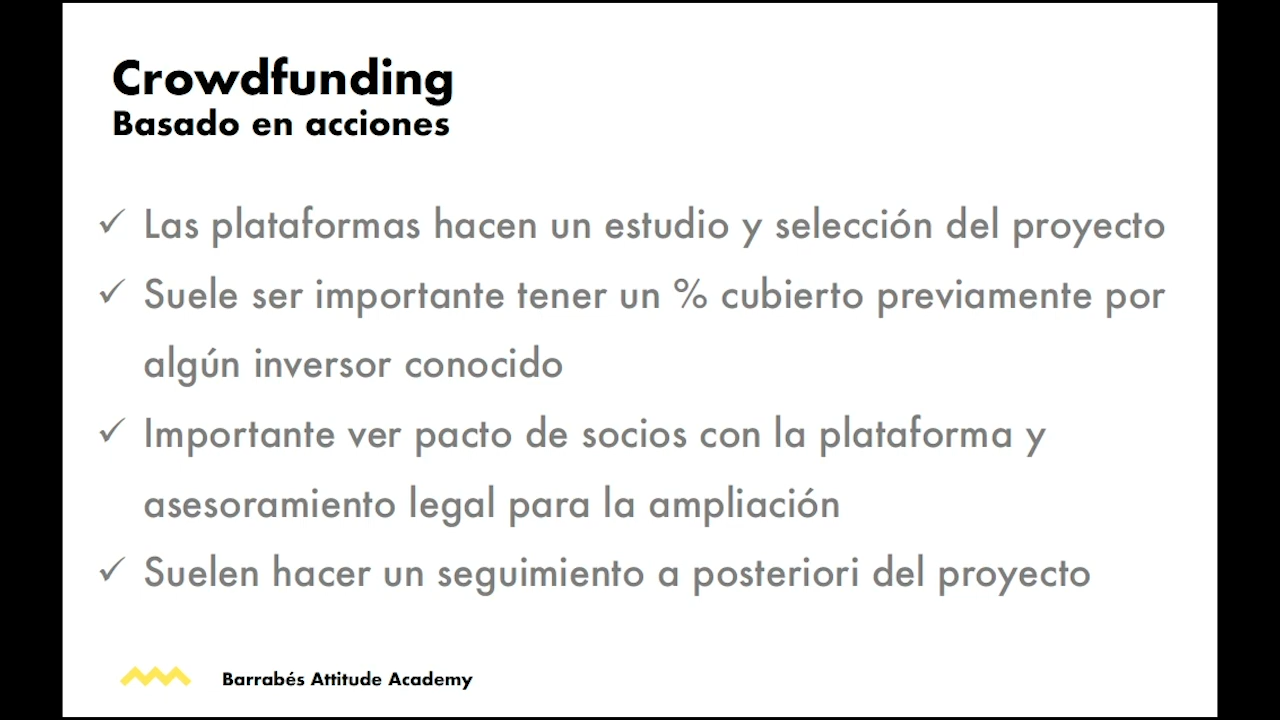 Crowdfunding
Basado en acciones
✓ Las plataformas hacen un estudio y selección del proyecto
✓ Suele ser importante tener un % cubierto previamente por
algún inversor conocido
✓ Importante ver pacto de socios con la plataforma y
asesoramiento legal para la ampliación
✓ Suelen hacer un seguimiento a posteriori del proyecto
Barrabés Attitude Academy